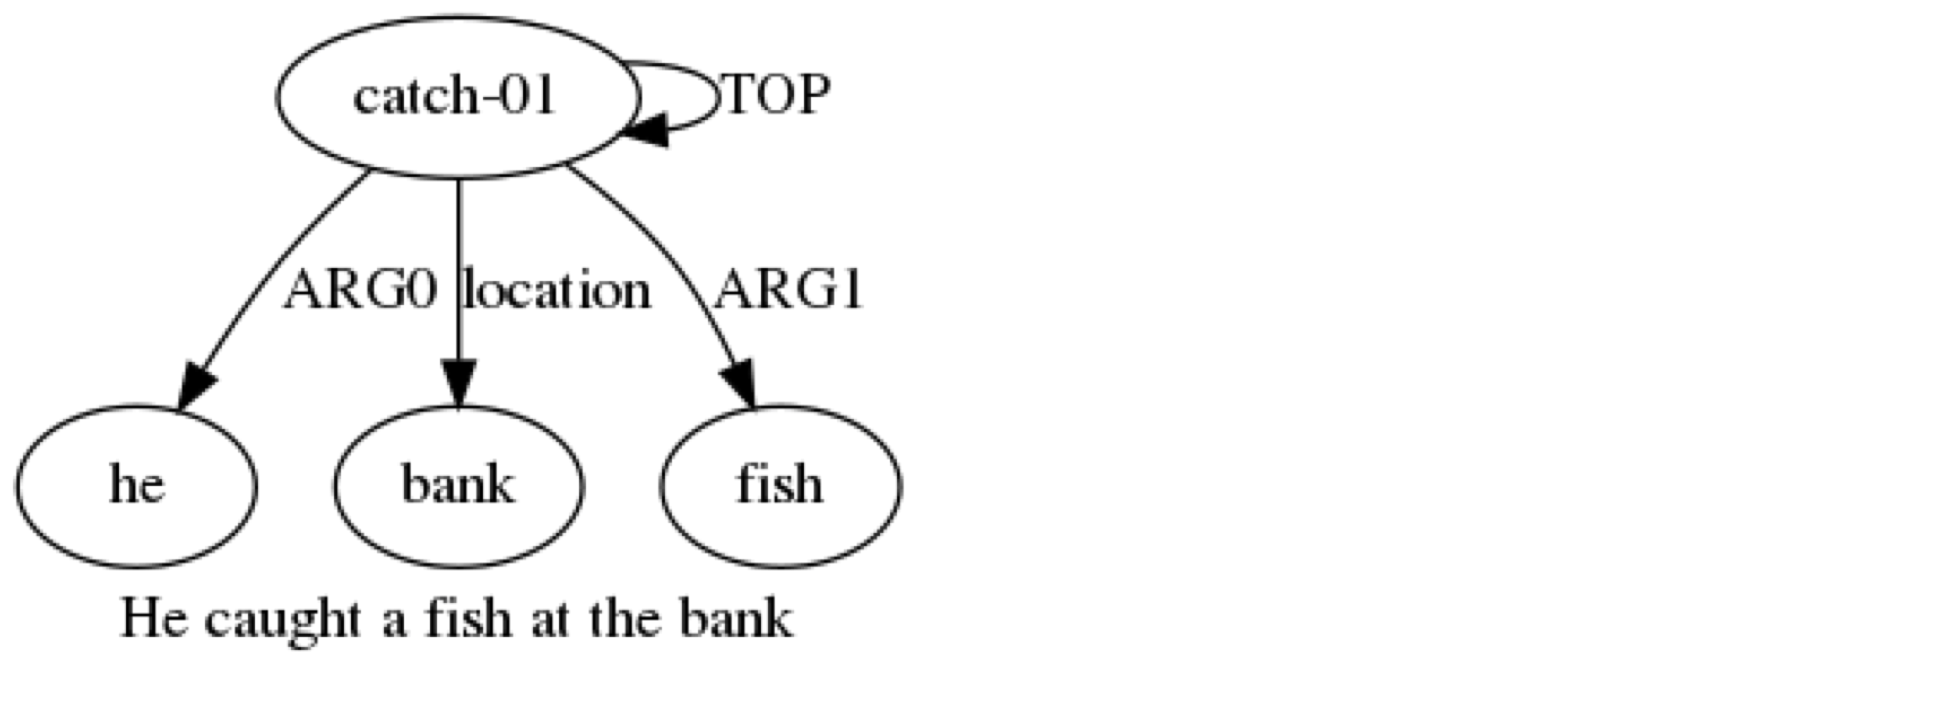 catch-01
TOP
ARG0
location
ARG1
he
bank
fish
He caught a fish at the bank